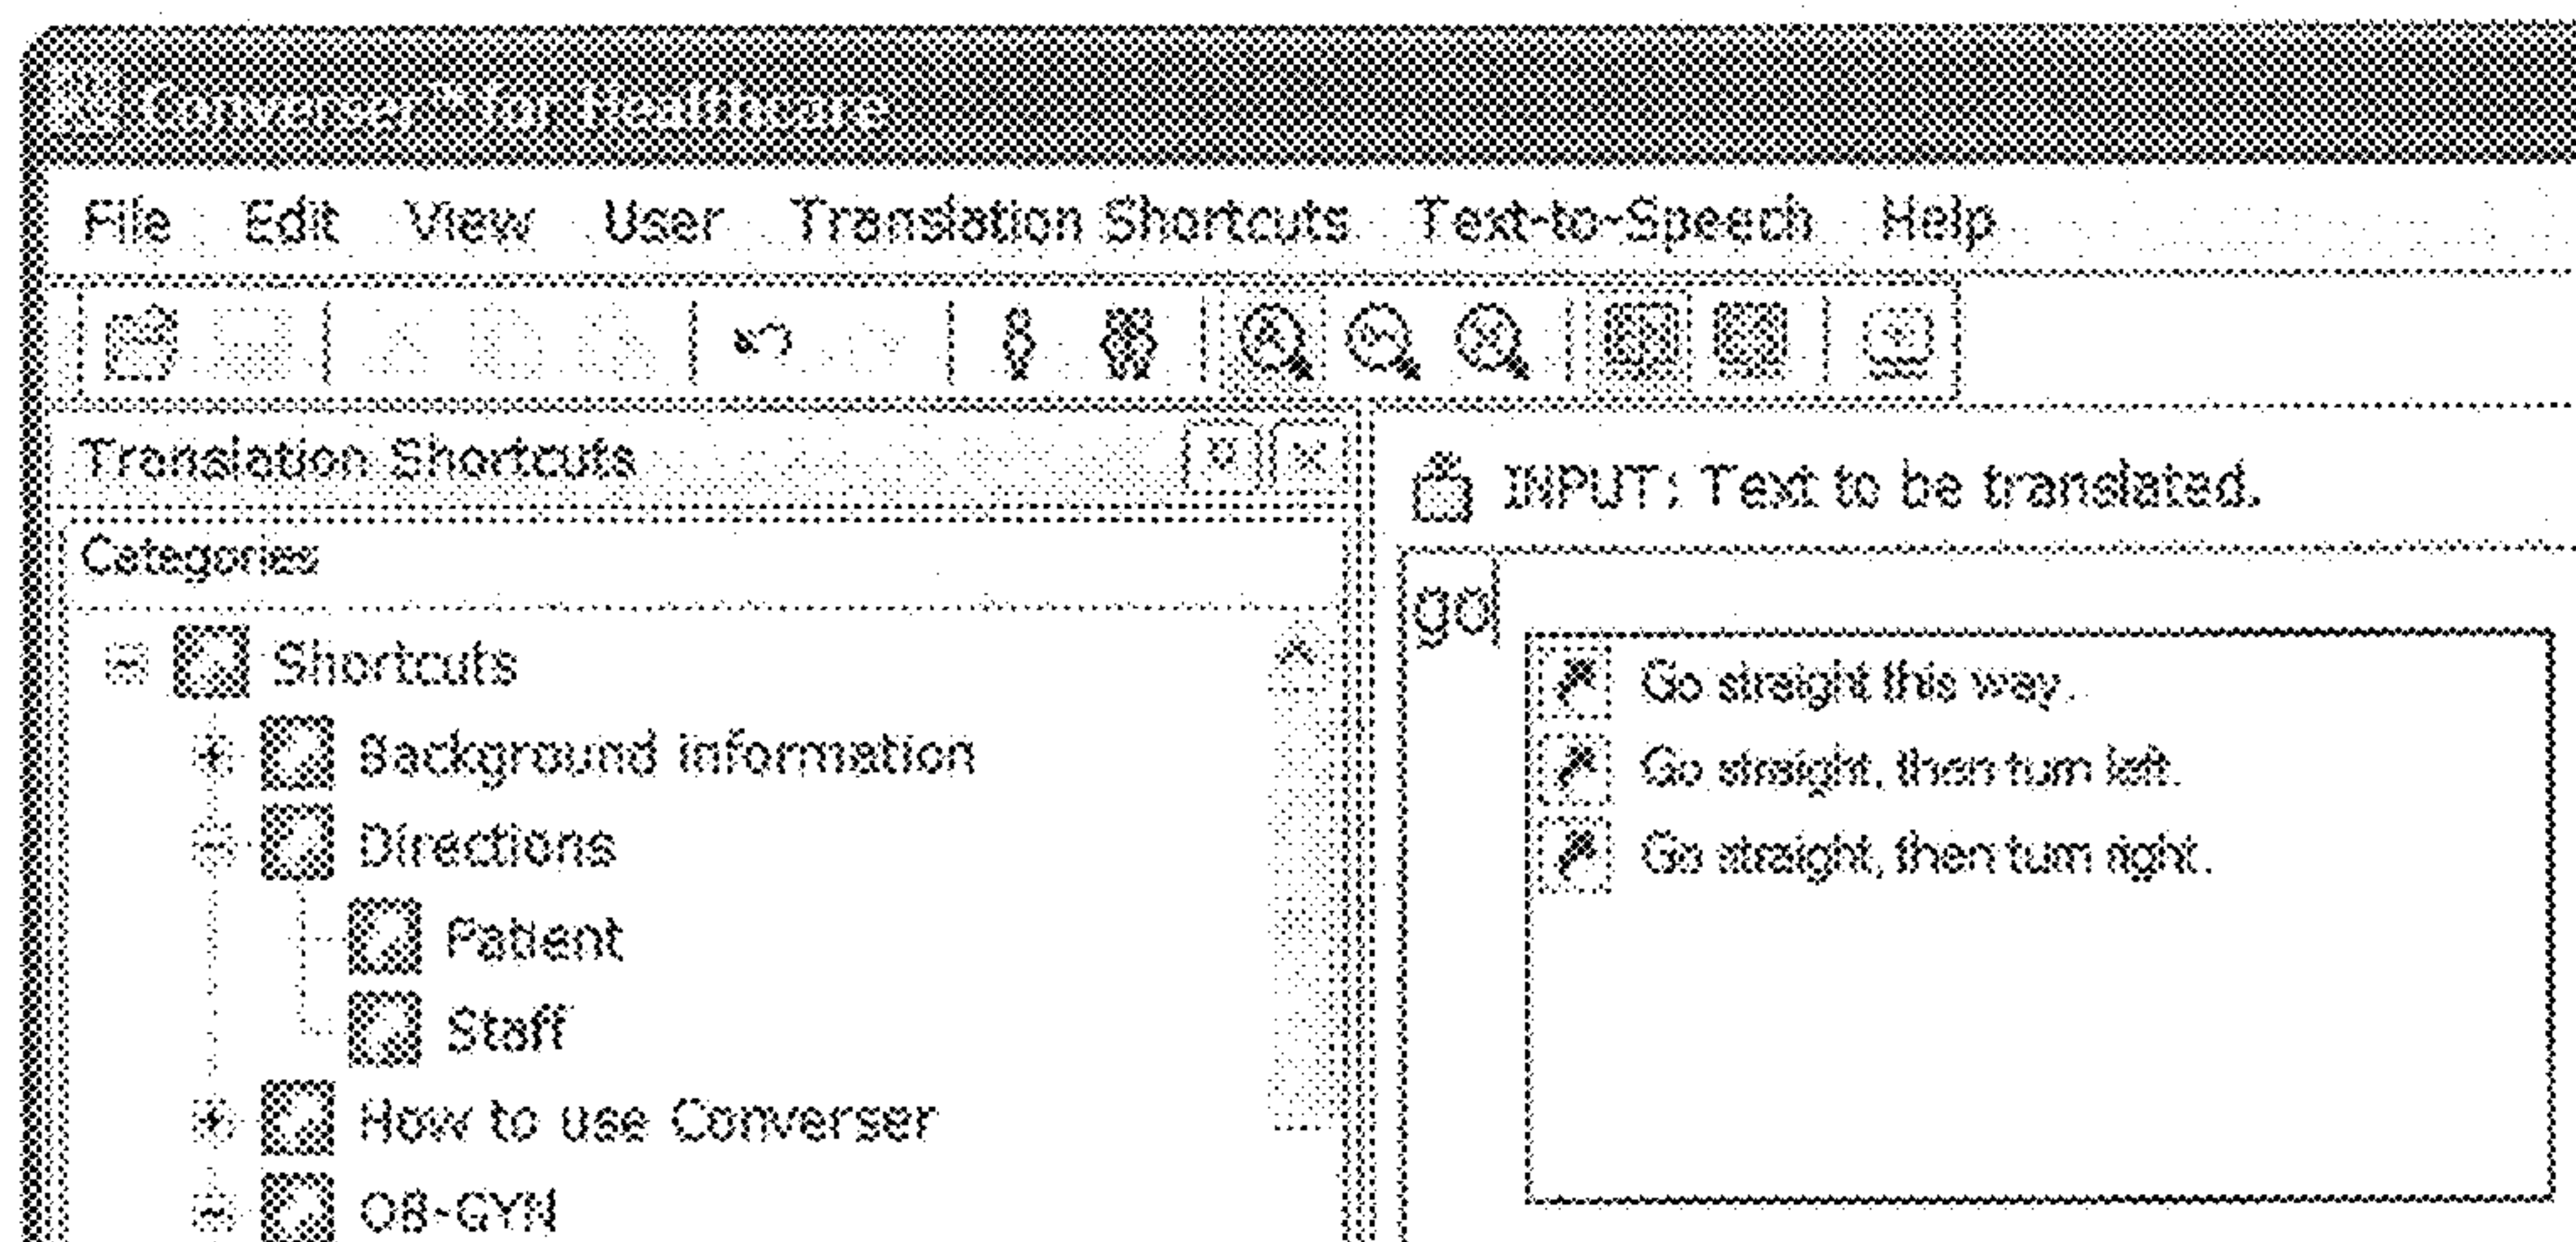 Converser™ for Healthcare
File Edit View User Translation Shortcuts Text-to-Speech Help
Translation Shortcuts
Categories
Shortcuts
Background information
Directions
Patient
Staff
How to use Converser
OB-GYN
INPUT: Text to be translated.
go
Go straight this way.
Go straight, then turn left.
Go straight, then turn right.